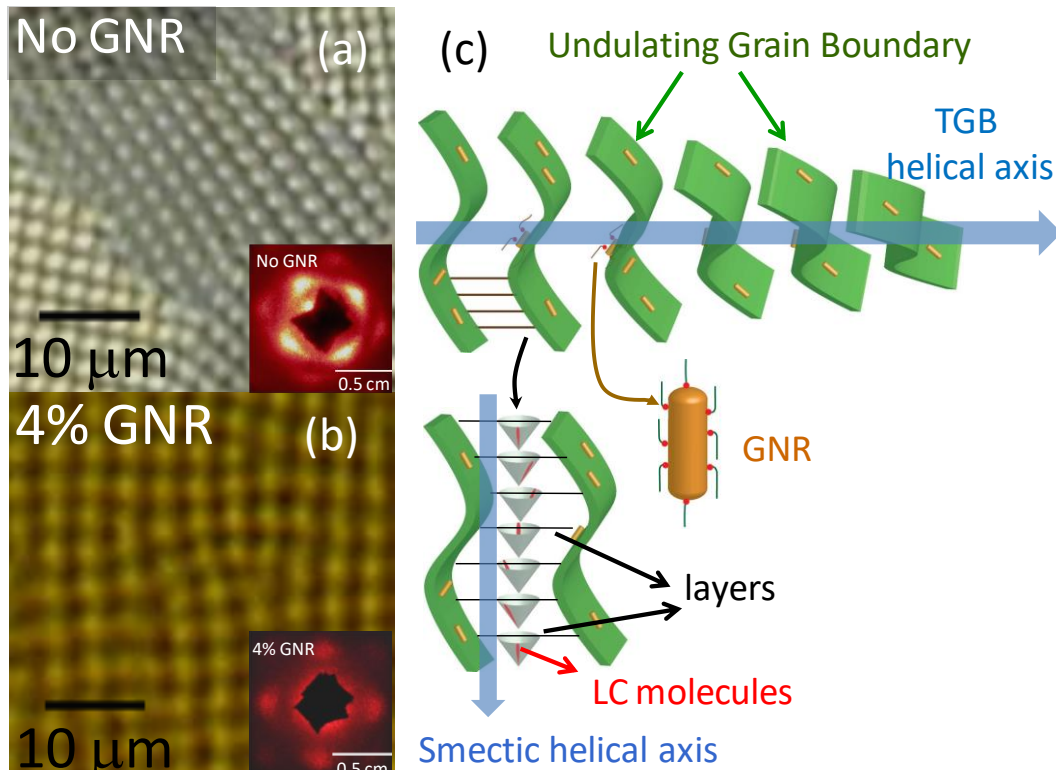 No GNR
(a)
10 μm
No GNR
0.5 cm
4% GNR
(b)
10 μm
4% GNR
0.5 cm
(c)
Undulating Grain Boundary
TGB
helical axis
GNR
layers
LC molecules
Smectic helical axis